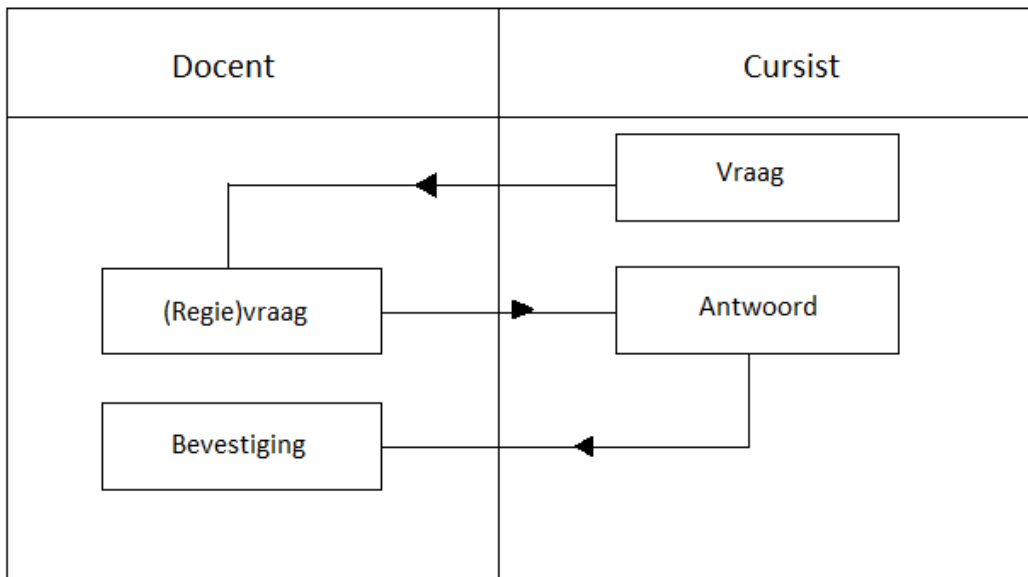 Docent
Cursist
Vraag
(Regie)vraag
Antwoord
Bevestiging